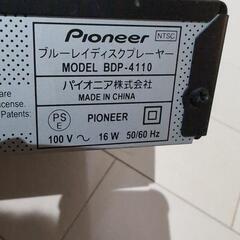 Pioneer NTSC
ブルーレイディスクプレーヤー
MODEL BDP-4110
パイオニア株式会社
MADE IN CHINA
PS E PIONEER
100 V ~ 16 W 50/60 Hz
are
icense.
Patents: